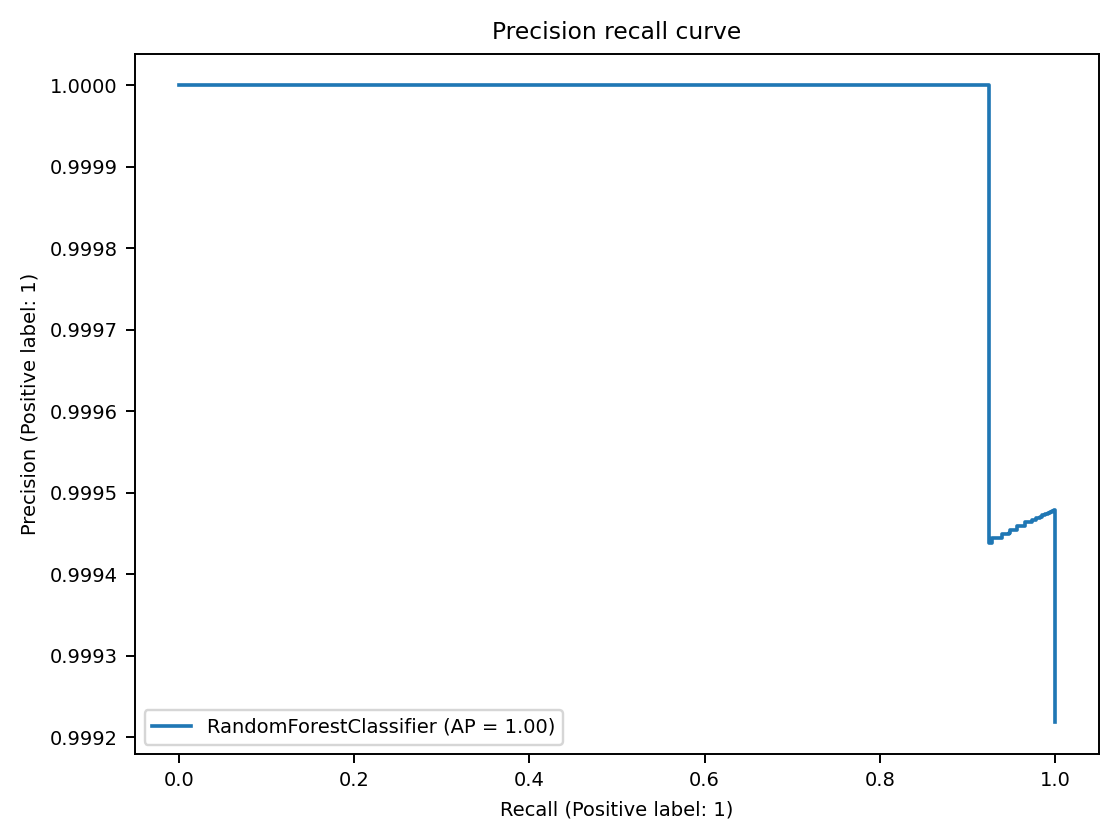 Precision recall curve
1.0000
0.9999
0.9998
0.9997
0.9996
0.9995
0.9994
0.9993
0.9992
Precision (Positive label: 1)
RandomForestClassifier (AP = 1.00)
0.0 0.2 0.4 0.6 0.8 1.0
Recall (Positive label: 1)